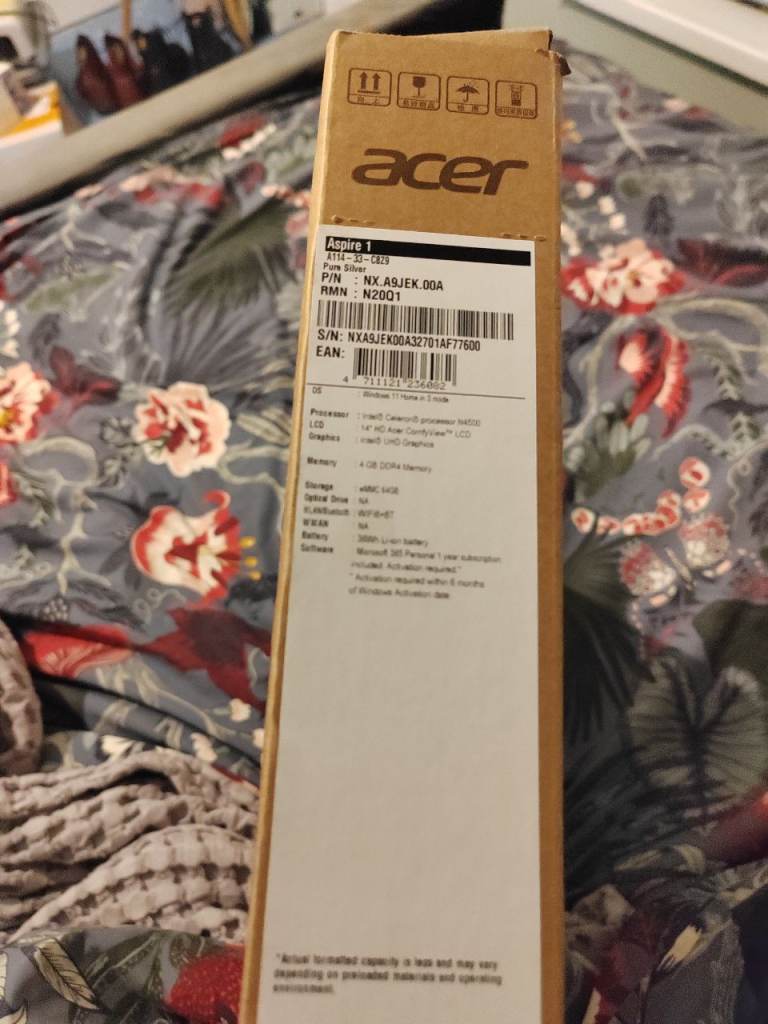 acer
Aspire 1
A114-33-C8Z9
Pure Silver
P/N : NX.A9JEK.00A
RMN : N20Q1
S/N: NXA9JEK00A32701AF77600
EAN:
4 711121 236082
OS : Windows 11 Home in S mode
Processor : Intel® Celeron® processor N4500
LCD : 14" HD Acer ComfyView™ LCD
Graphics : Intel® UHD Graphics
Memory : 4 GB DDR4 Memory
Storage : eMMC 64GB
Optical Drive : NA
WLAN/Bluetooth : WiFi6+BT
WWAN : NA
Battery : 36Wh Li-ion battery
Software : Microsoft 365 Personal 1 year subscription
included. Activation required.*
* Activation required within 6 months
of Windows Activation date
*Actual formatted capacity is less and may vary
depending on preloaded materials and operating
environment.